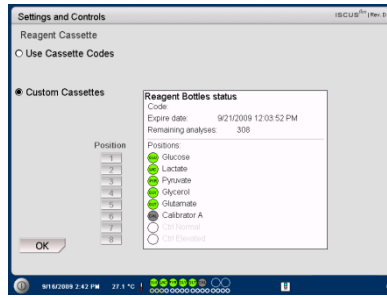 Settings and Controls
ISCUSflex | Rev. D
Reagent Cassette
Use Cassette Codes
Custom Cassettes
Reagent Bottles status
Code:
Expire date: 9/21/2009 12:03:52 PM
Remaining analyses: 308
Position
Positions:
1 Glucose
2 Lactate
3 Pyruvate
4 Glycerol
5 Glutamate
6 Calibrator A
7 Ctrl Normal
8 Ctrl Elevated
OK
9/16/2009 2:42 PM 27.1 °C !